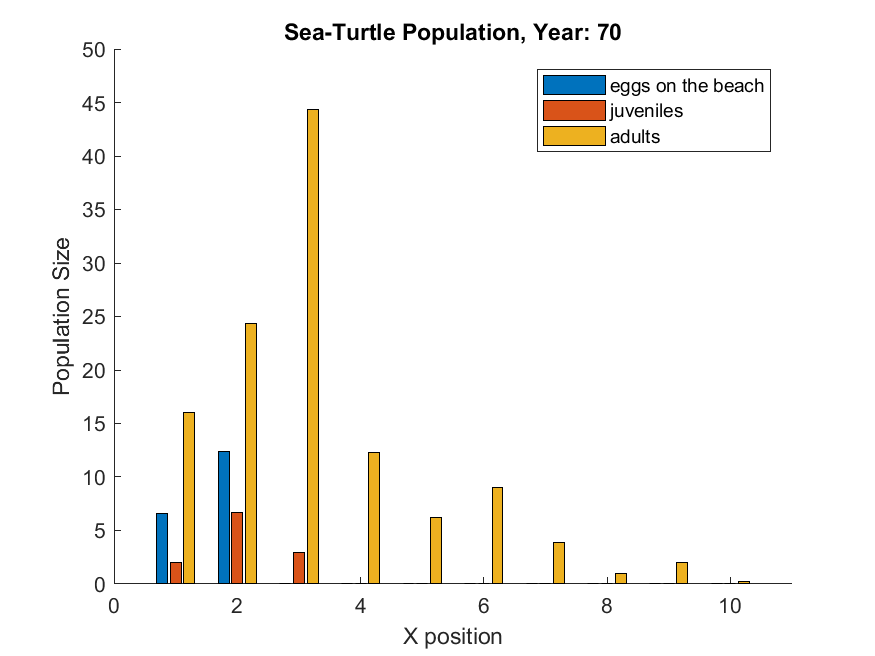 Sea-Turtle Population, Year: 70
50
45
40
35
30
25
20
15
10
5
0
Population Size
eggs on the beach
juveniles
adults
0 2 4 6 8 10
X position